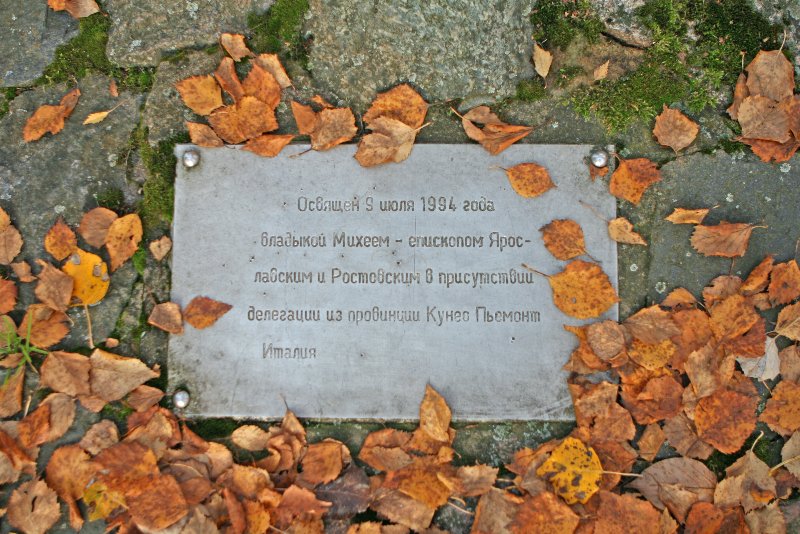 Освящен 9 июля 1994 года
владыкой Михеем - епископом Ярос-
лавским и Ростовским в присутствии
делегации из провинции Кунео Пьемонт
Италия